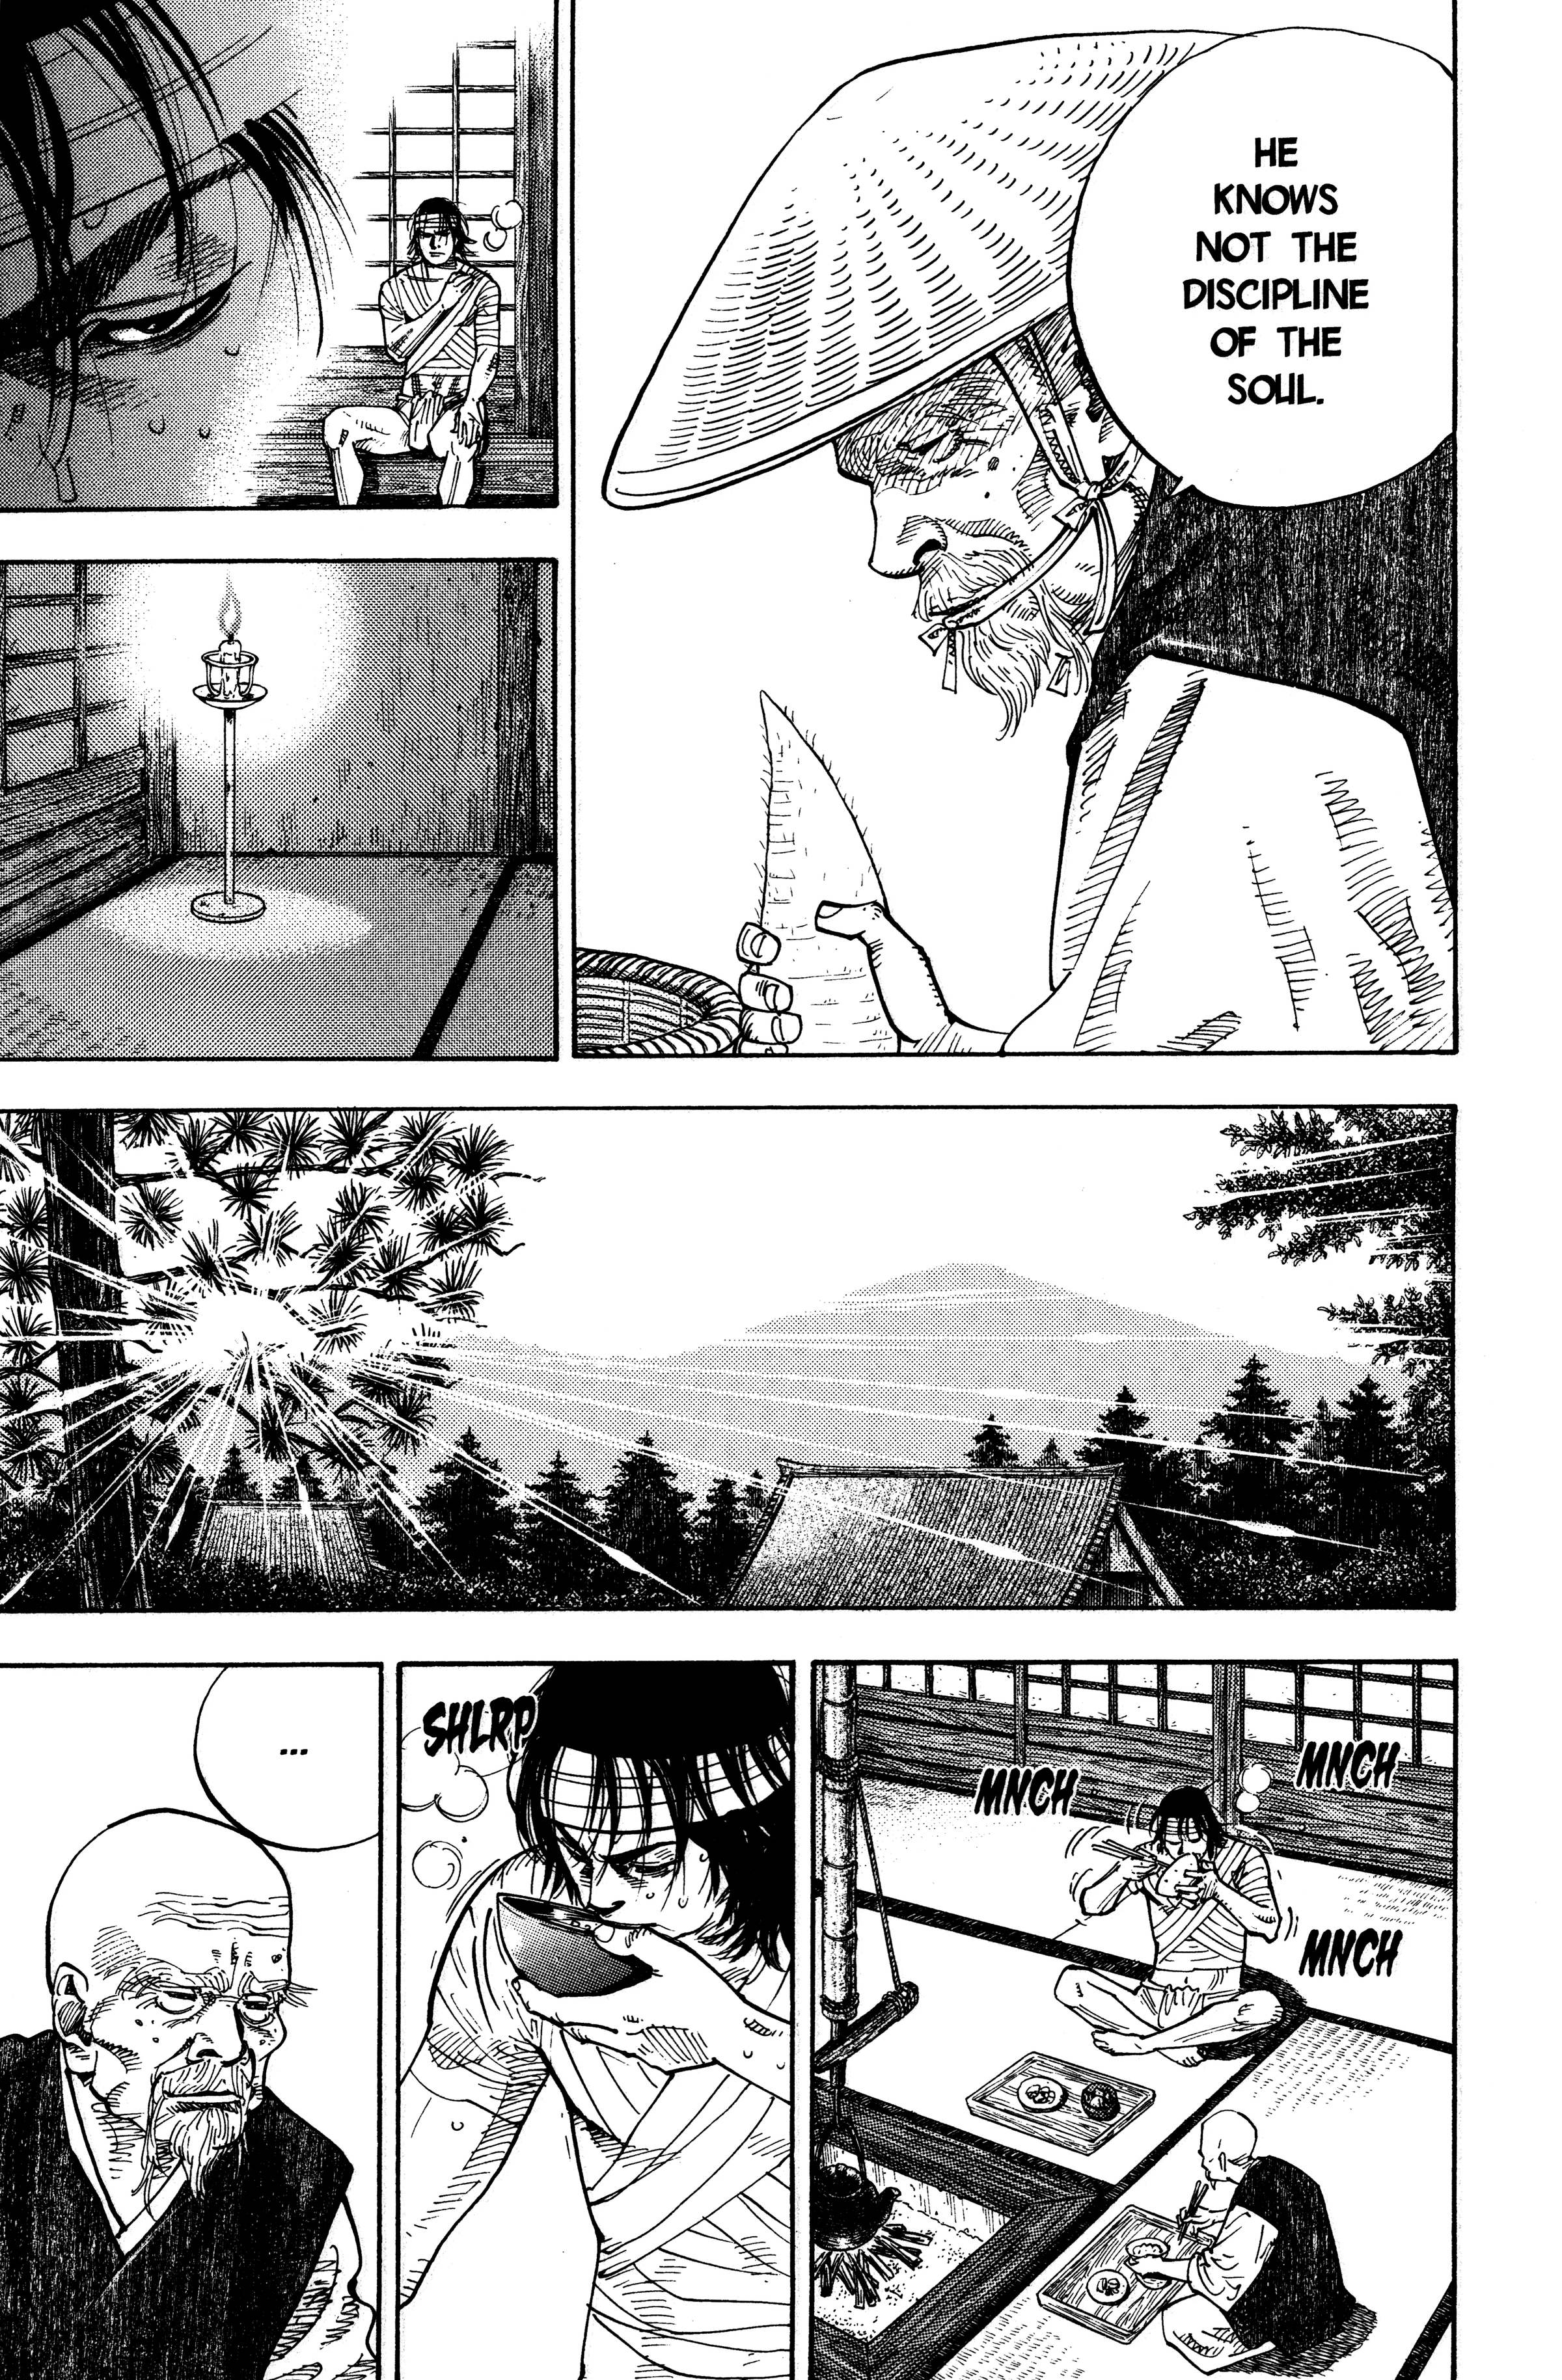 HE
KNOWS
NOT THE
DISCIPLINE
OF THE
SOUL.
MNCH
MNCH
MNCH
SHLRP
...